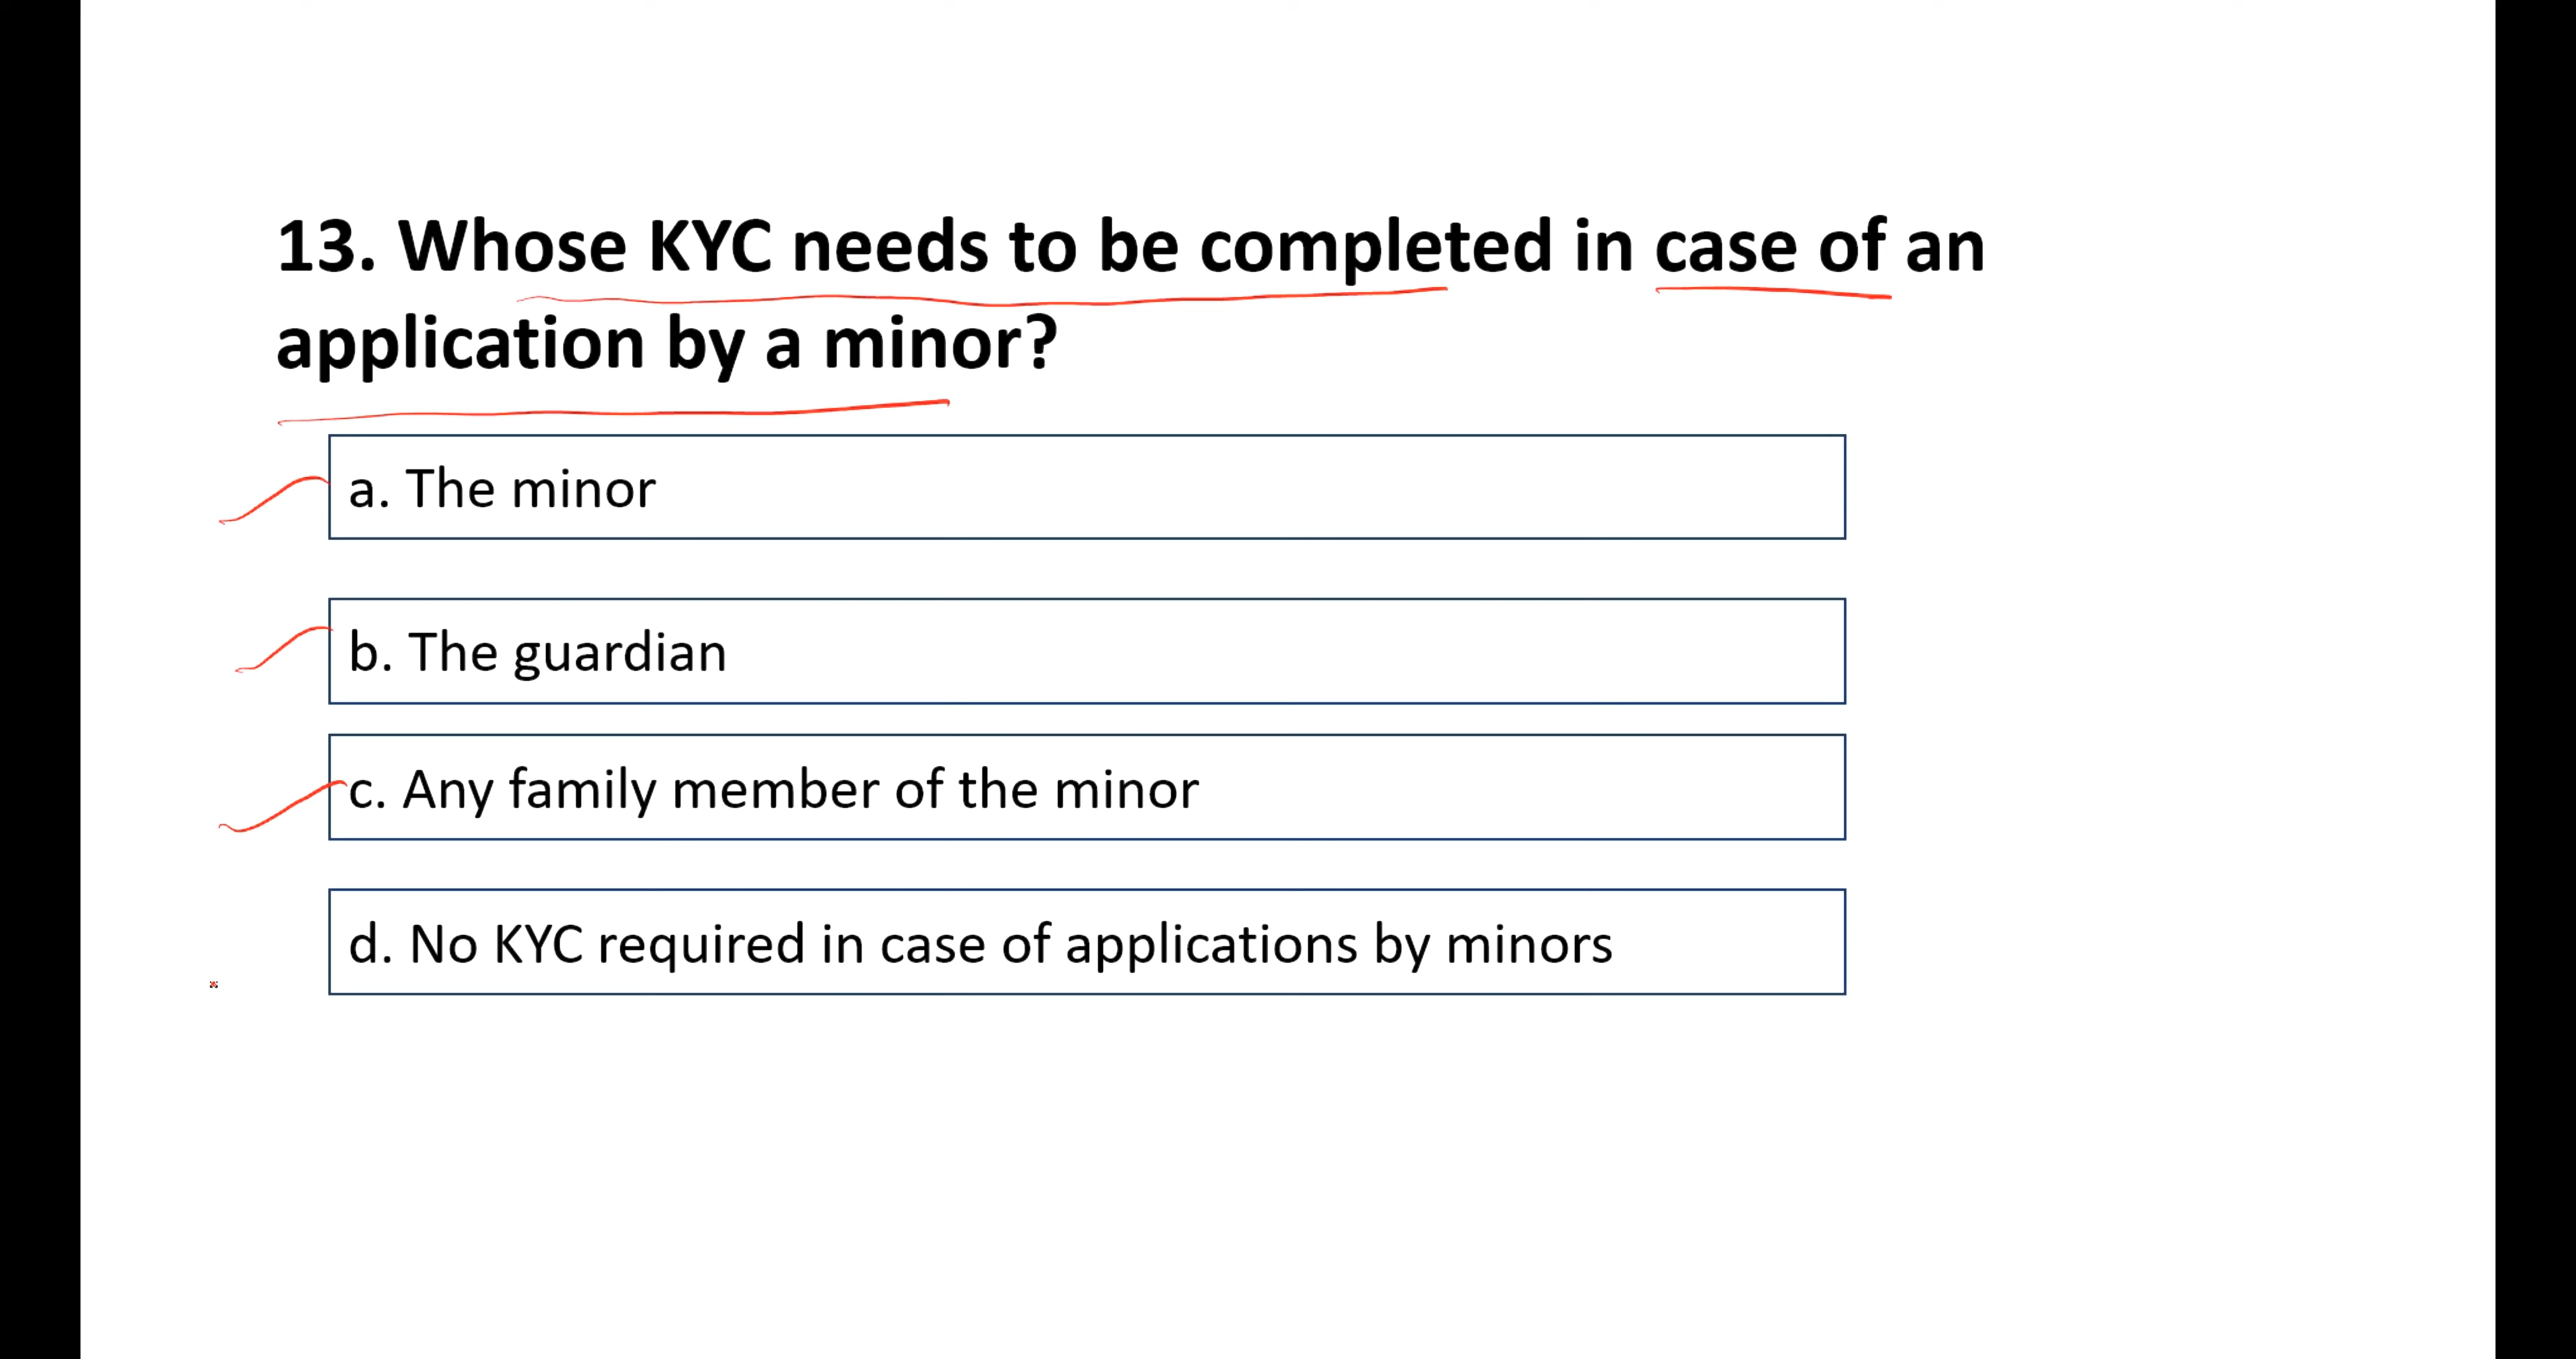 13. Whose KYC needs to be completed in case of an
application by a minor?
a. The minor
b. The guardian
c. Any family member of the minor
d. No KYC required in case of applications by minors